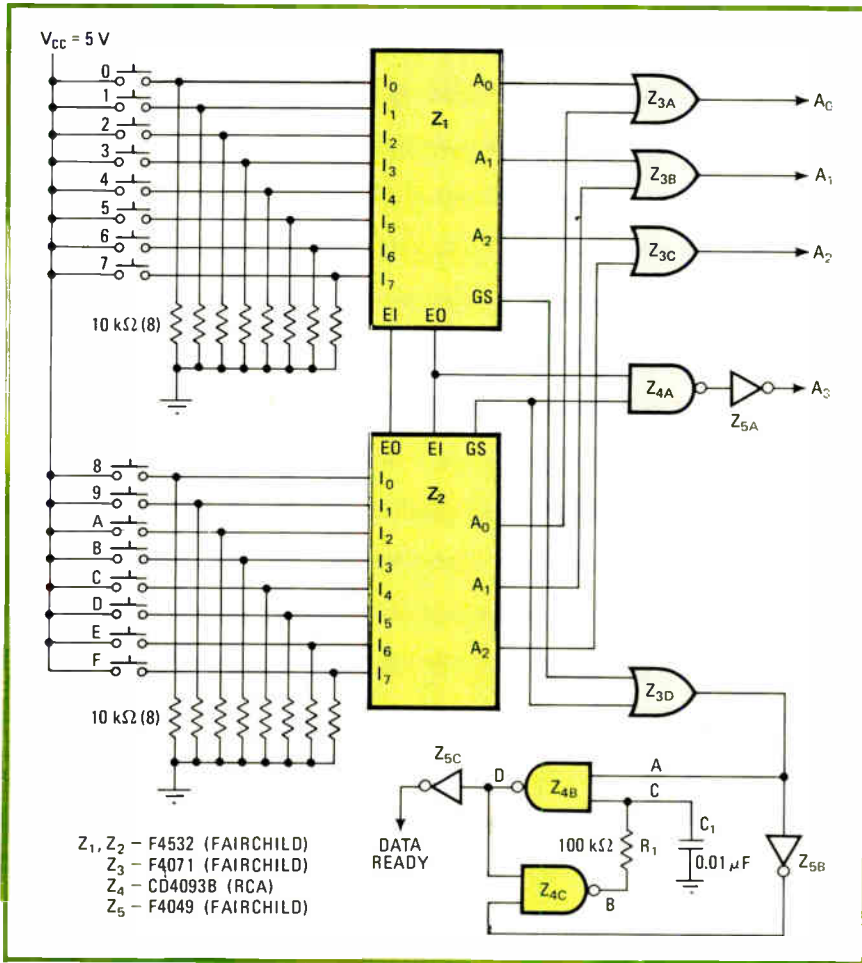 V_CC = 5 V
0
1
2
3
4
5
6
7
10 kΩ (8)
I₀
I₁
I₂
I₃
I₄
I₅
I₆
I₇
Z₁
A₀
A₁
A₂
GS
EI EO
Z₃A
A₀
Z₃B
A₁
Z₃C
A₂
Z₄A
Z₅A
A₃
EO EI GS
8
9
A
B
C
D
E
F
10 kΩ (8)
I₀
I₁
I₂
I₃
I₄
I₅
I₆
I₇
Z₂
A₀
A₁
A₂
Z₃D
Z₅C
D
Z₄B
A
C
C₁
DATA
READY
100 kΩ
R₁
0.01 μF
Z₅B
Z₄C
B
Z₁, Z₂ – F4532 (FAIRCHILD)
Z₃ – F4071 (FAIRCHILD)
Z₄ – CD4093B (RCA)
Z₅ – F4049 (FAIRCHILD)